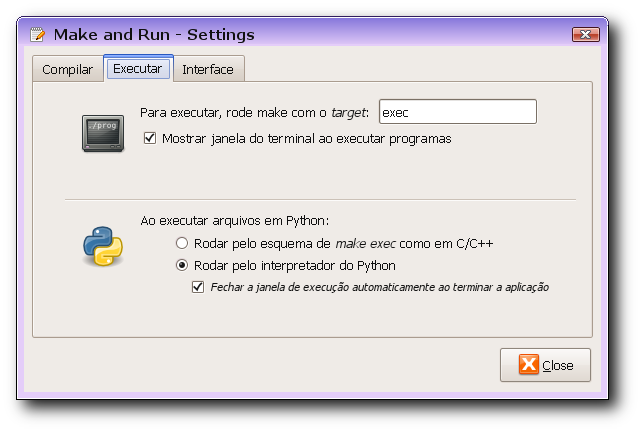 Make and Run - Settings
Compilar Executar Interface
./prog
Para executar, rode make com o target: exec
Mostrar janela do terminal ao executar programas
Ao executar arquivos em Python:
Rodar pelo esquema de make exec como em C/C++
Rodar pelo interpretador do Python
Fechar a janela de execução automaticamente ao terminar a aplicação
Close